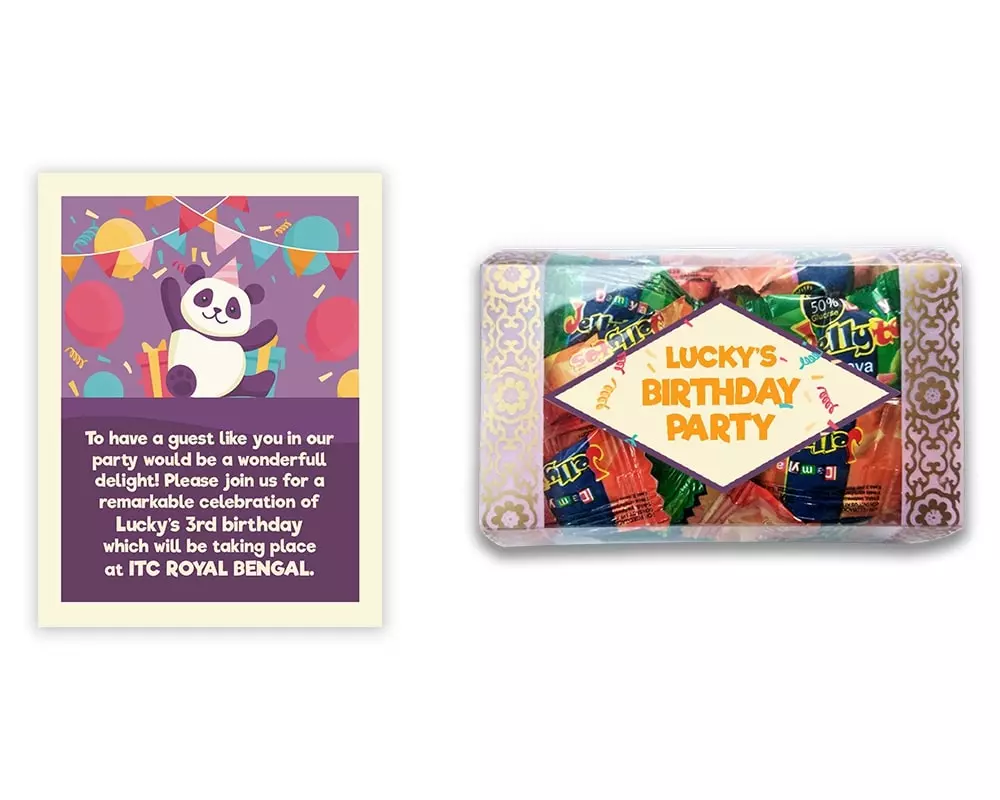 To have a guest like you in our
party would be a wonderfull
delight! Please join us for a
remarkable celebration of
Lucky's 3rd birthday
which will be taking place
at ITC ROYAL BENGAL.
LUCKY'S
BIRTHDAY
PARTY
50%
Glucose